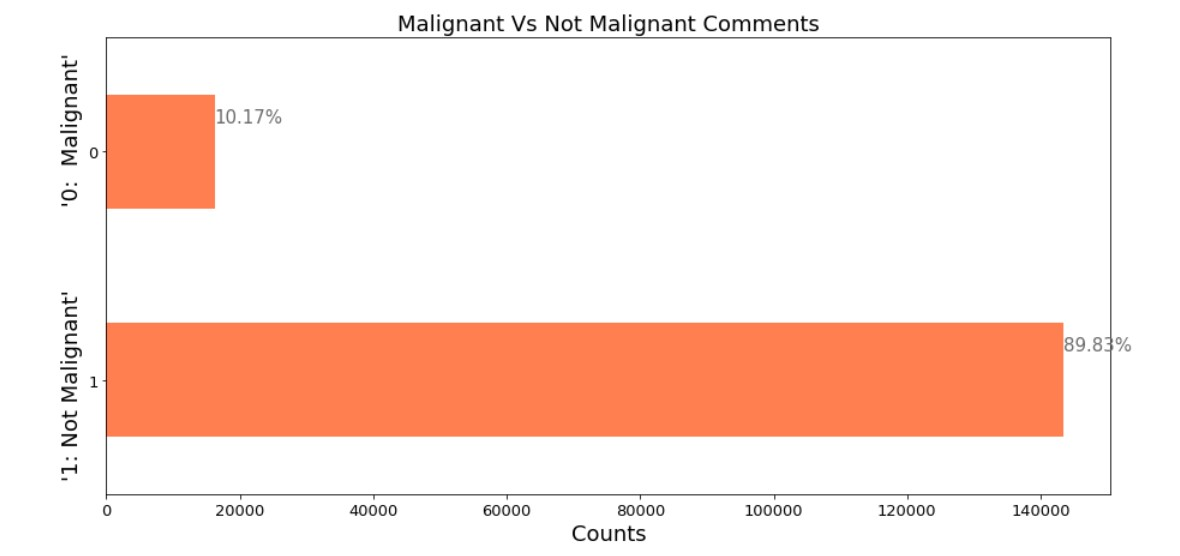 Malignant Vs Not Malignant Comments
'0:  Malignant'
0
10.17%
'1: Not Malignant'
1
89.83%
0 20000 40000 60000 80000 100000 120000 140000
Counts